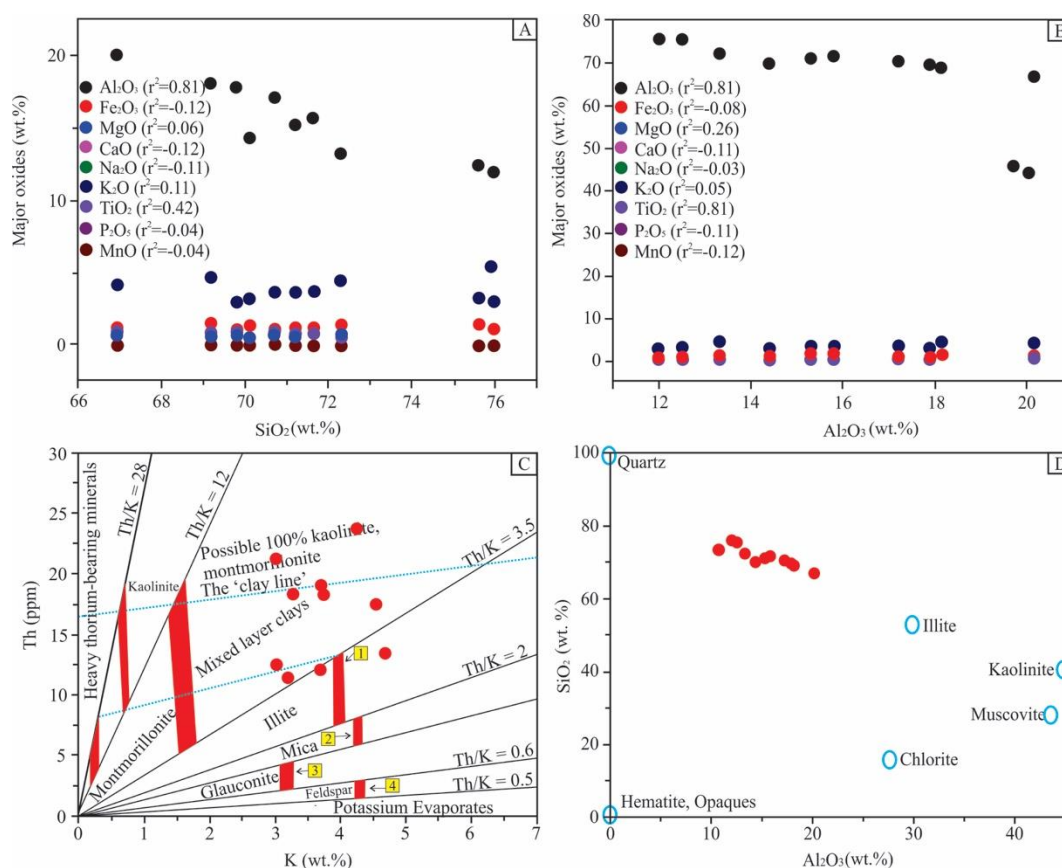 A
20
10
0
Major oxides (wt.%)
Al₂O₃ (r²=0.81)
Fe₂O₃ (r²=-0.12)
MgO (r²=0.06)
CaO (r²=-0.12)
Na₂O (r²=-0.11)
K₂O (r²=0.11)
TiO₂ (r²=0.42)
P₂O₅ (r²=-0.04)
MnO (r²=-0.04)
66 68 70 72 74 76
SiO₂ (wt.%)
B
80
70
60
50
40
30
20
10
0
Major oxides (wt.%)
Al₂O₃ (r²=0.81)
Fe₂O₃ (r²=-0.08)
MgO (r²=0.26)
CaO (r²=-0.11)
Na₂O (r²=-0.03)
K₂O (r²=0.05)
TiO₂ (r²=0.81)
P₂O₅ (r²=-0.11)
MnO (r²=-0.12)
12 14 16 18 20
Al₂O₃ (wt.%)
C
30
25
20
15
10
5
0
Th (ppm)
Heavy thorium-bearing minerals
Th/K = 28
Th/K = 12
Possible 100% kaolinite,
montmorillonite
The ‘clay line’
Kaolinite
Th/K = 3.5
Mixed layer clays
1
Th/K = 2
Montmorillonite
Illite
2
Mica
Th/K = 0.6
Glauconite
3
Th/K = 0.5
Feldspar
4
Potassium Evaporates
0 1 2 3 4 5 6 7
K (wt.%)
D
100
80
60
40
20
0
SiO₂ (wt. %)
Quartz
Illite
Kaolinite
Muscovite
Chlorite
Hematite, Opaques
0 10 20 30 40
Al₂O₃ (wt.%)